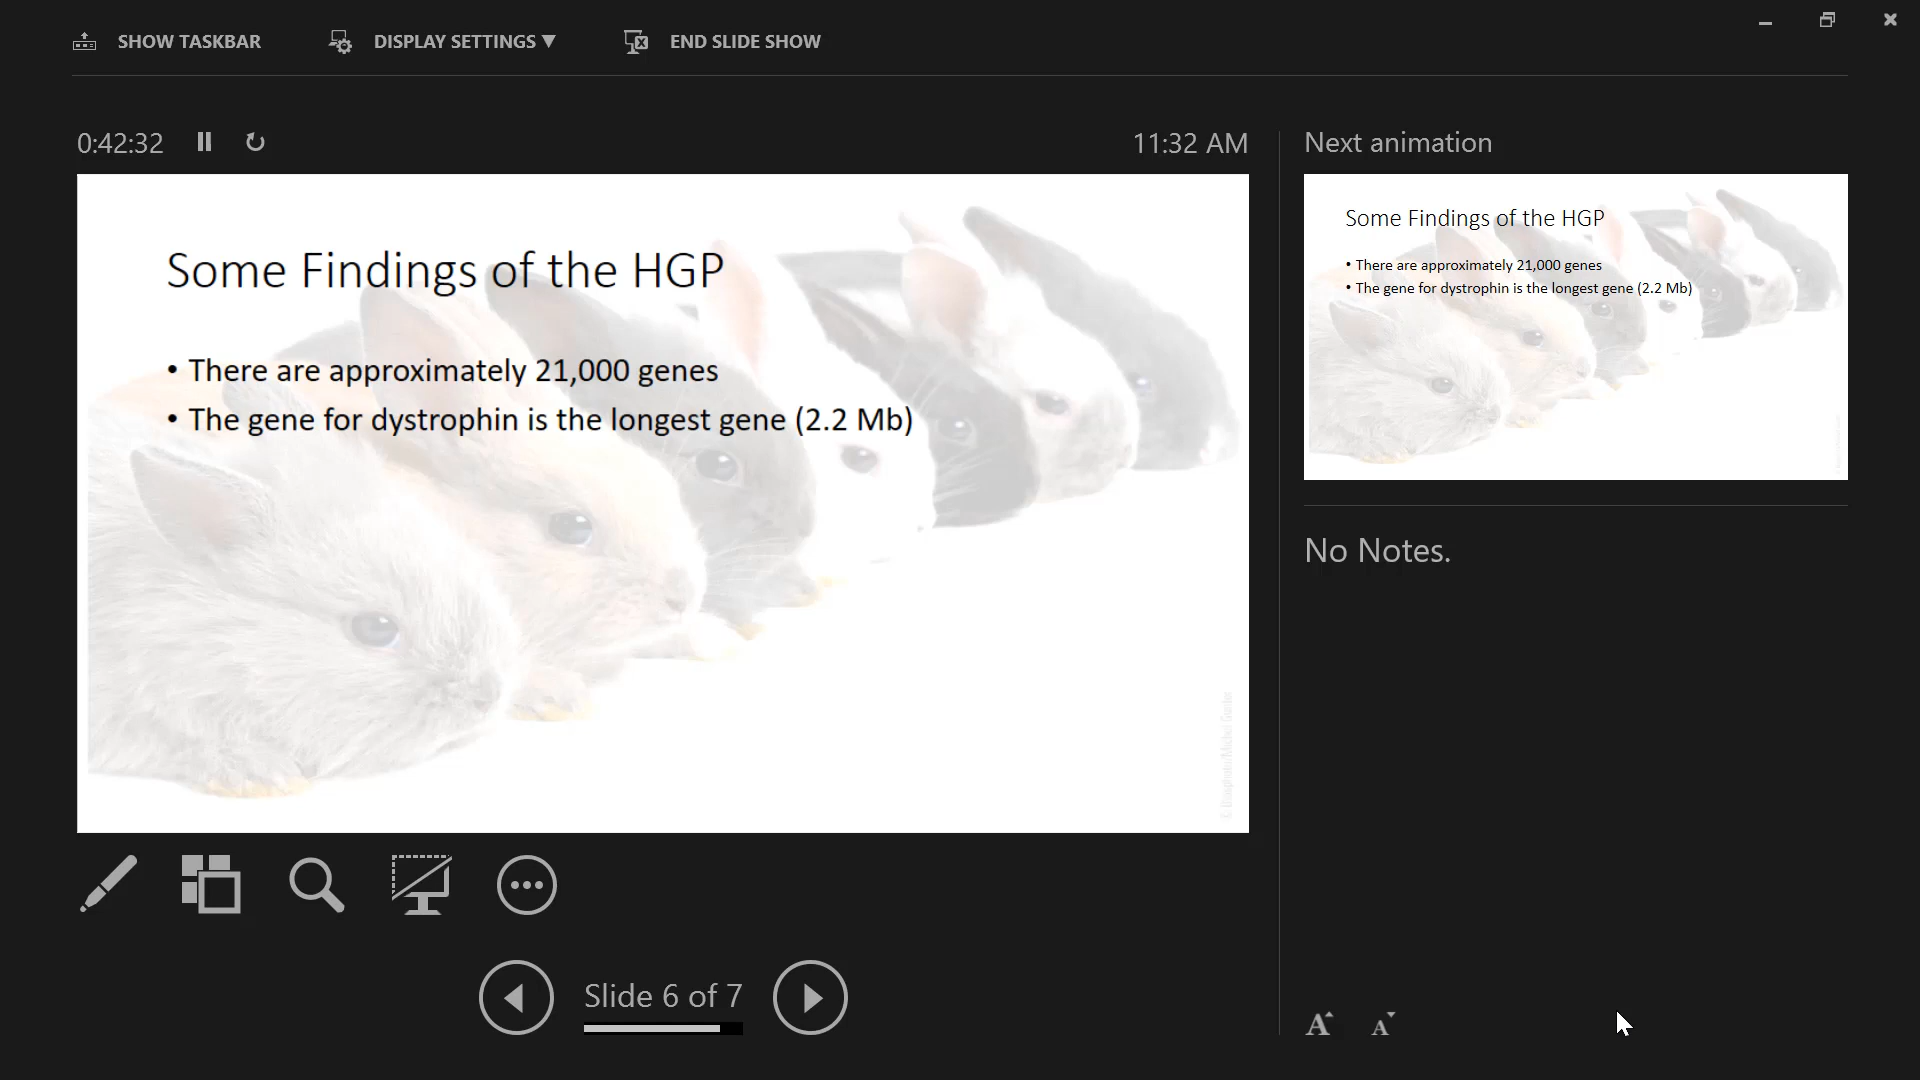 SHOW TASKBAR
DISPLAY SETTINGS ▼
END SLIDE SHOW
0:42:32
11:32 AM
Some Findings of the HGP
• There are approximately 21,000 genes
• The gene for dystrophin is the longest gene (2.2 Mb)
Slide 6 of 7
Next animation
Some Findings of the HGP
• There are approximately 21,000 genes
• The gene for dystrophin is the longest gene (2.2 Mb)
No Notes.
A A